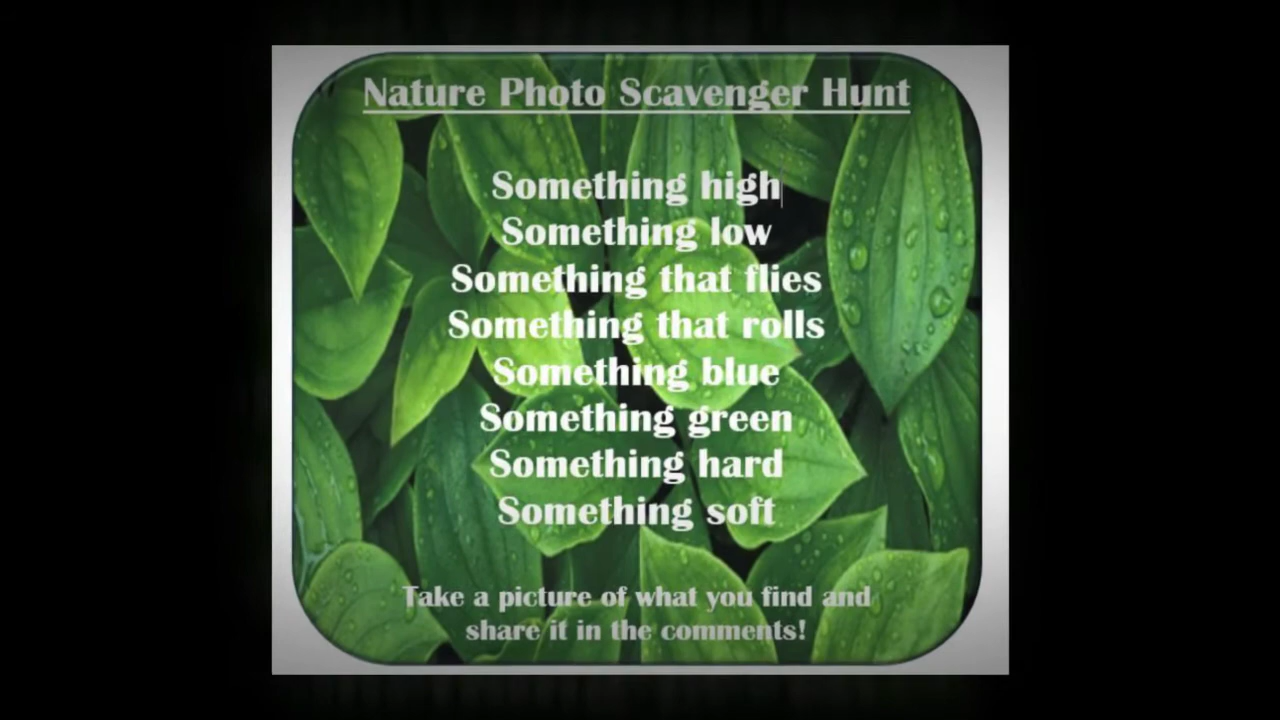 Nature Photo Scavenger Hunt
Something high
Something low
Something that flies
Something that rolls
Something blue
Something green
Something hard
Something soft
Take a picture of what you find and
share it in the comments!